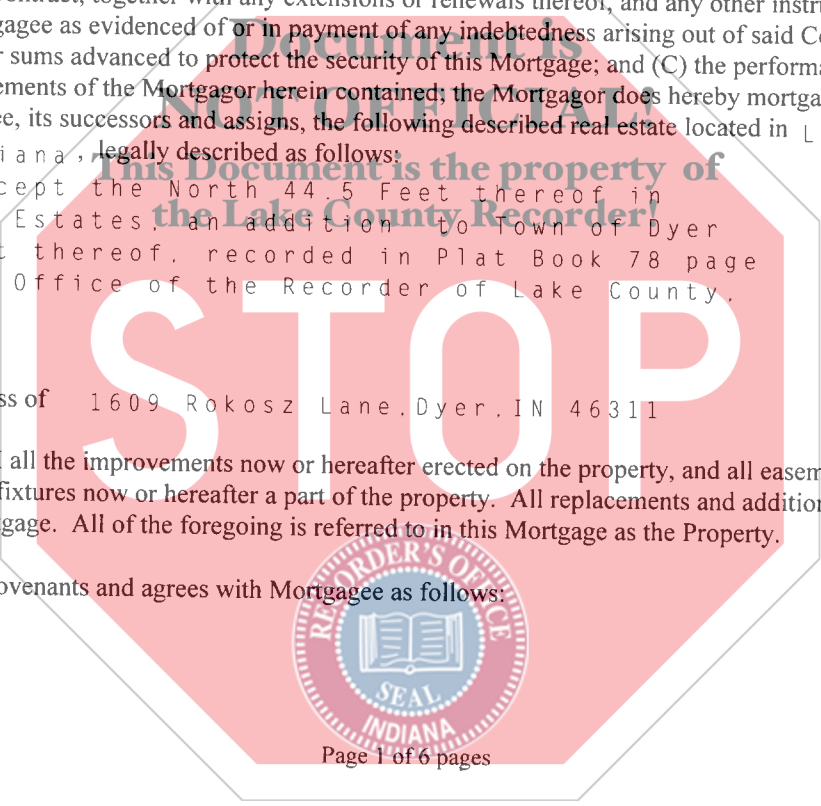 contract, together with any extensions or renewals thereof, and any other instr
gagee as evidenced of or in payment of any indebtedness arising out of said Co
r sums advanced to protect the security of this Mortgage; and (C) the performa
ements of the Mortgagor herein contained; the Mortgagor does hereby mortga
ee, its successors and assigns, the following described real estate located in L
iana, legally described as follows:
cept the North 44.5 Feet thereof in
Estates, an addition to Town of Dyer
t thereof, recorded in Plat Book 78 page
Office of the Recorder of Lake County,
ss of 1609 Rokosz Lane,Dyer,IN 46311
all the improvements now or hereafter erected on the property, and all easem
fixtures now or hereafter a part of the property. All replacements and addition
gage. All of the foregoing is referred to in this Mortgage as the Property.
ovenants and agrees with Mortgagee as follows:
Page 1 of 6 pages
Document is
NOT OFFICIAL!
This Document is the property of
the Lake County Recorder!
STOP
RECORDER'S OFFICE
SEAL
INDIANA